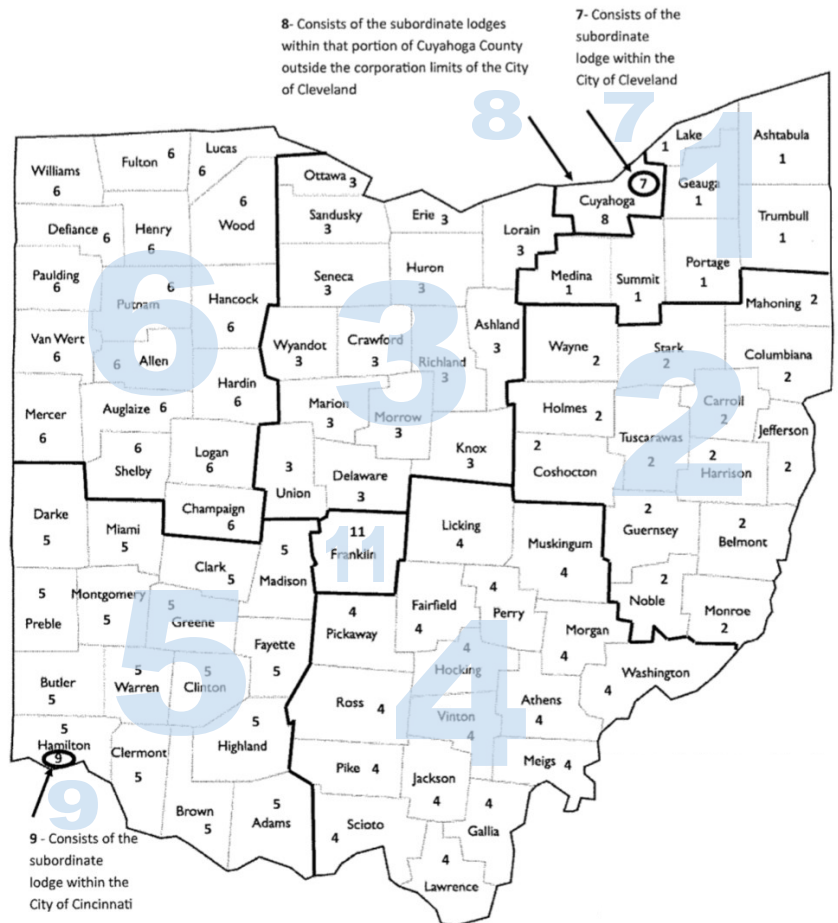 8- Consists of the subordinate lodges
within that portion of Cuyahoga County
outside the corporation limits of the City
of Cleveland
7- Consists of the
subordinate
lodge within the
City of Cleveland
8
7
1
Lake
1
Ashtabula
1
Geauga
1
Trumbull
1
Portage
1
Summit
1
Medina
1
7
Cuyahoga
8
Williams
6
Fulton 6
Lucas
6
6
Wood
Defiance 6
Henry
6
Paulding
6
6
Putnam
Hancock
6
6
Van Wert
6
6 Allen
Hardin
6
Mercer
6
Auglaize 6
6
Shelby
Logan
6
Champaign
6
Ottawa 3
Sandusky
3
Erie 3
Lorain
3
Seneca
3
Huron
3
3
Wyandot
3
Crawford
3
Richland
3
Ashland
3
Marion
3
Morrow
3
Knox
3
3
Union
Delaware
3
Mahoning 2
Wayne
2
Stark
2
Columbiana
2
2
Holmes 2
Tuscarawas
2
Carroll
2
Jefferson
2
2
Coshocton
2
Harrison
2
Guernsey
2
Belmont
2
Noble
Monroe
2
11
Franklin
11
Licking
4
Muskingum
4
Darke
5
Miami
5
Clark
5
5
Madison
5
Preble
Montgomery
5
5
Greene
Fayette
5
5
Butler
5
5
Warren
5
Clinton
5
Hamilton
9
Clermont
5
5
Highland
Brown
5
5
Adams
4
Pickaway
Fairfield
4
4
Perry
Morgan
4
Washington
4
4
Hocking
4
Ross 4
Vinton
4
Athens
4
Pike 4
Jackson
4
Meigs 4
Scioto
4
4
Gallia
4
Lawrence
9
9 - Consists of the
subordinate
lodge within the
City of Cincinnati